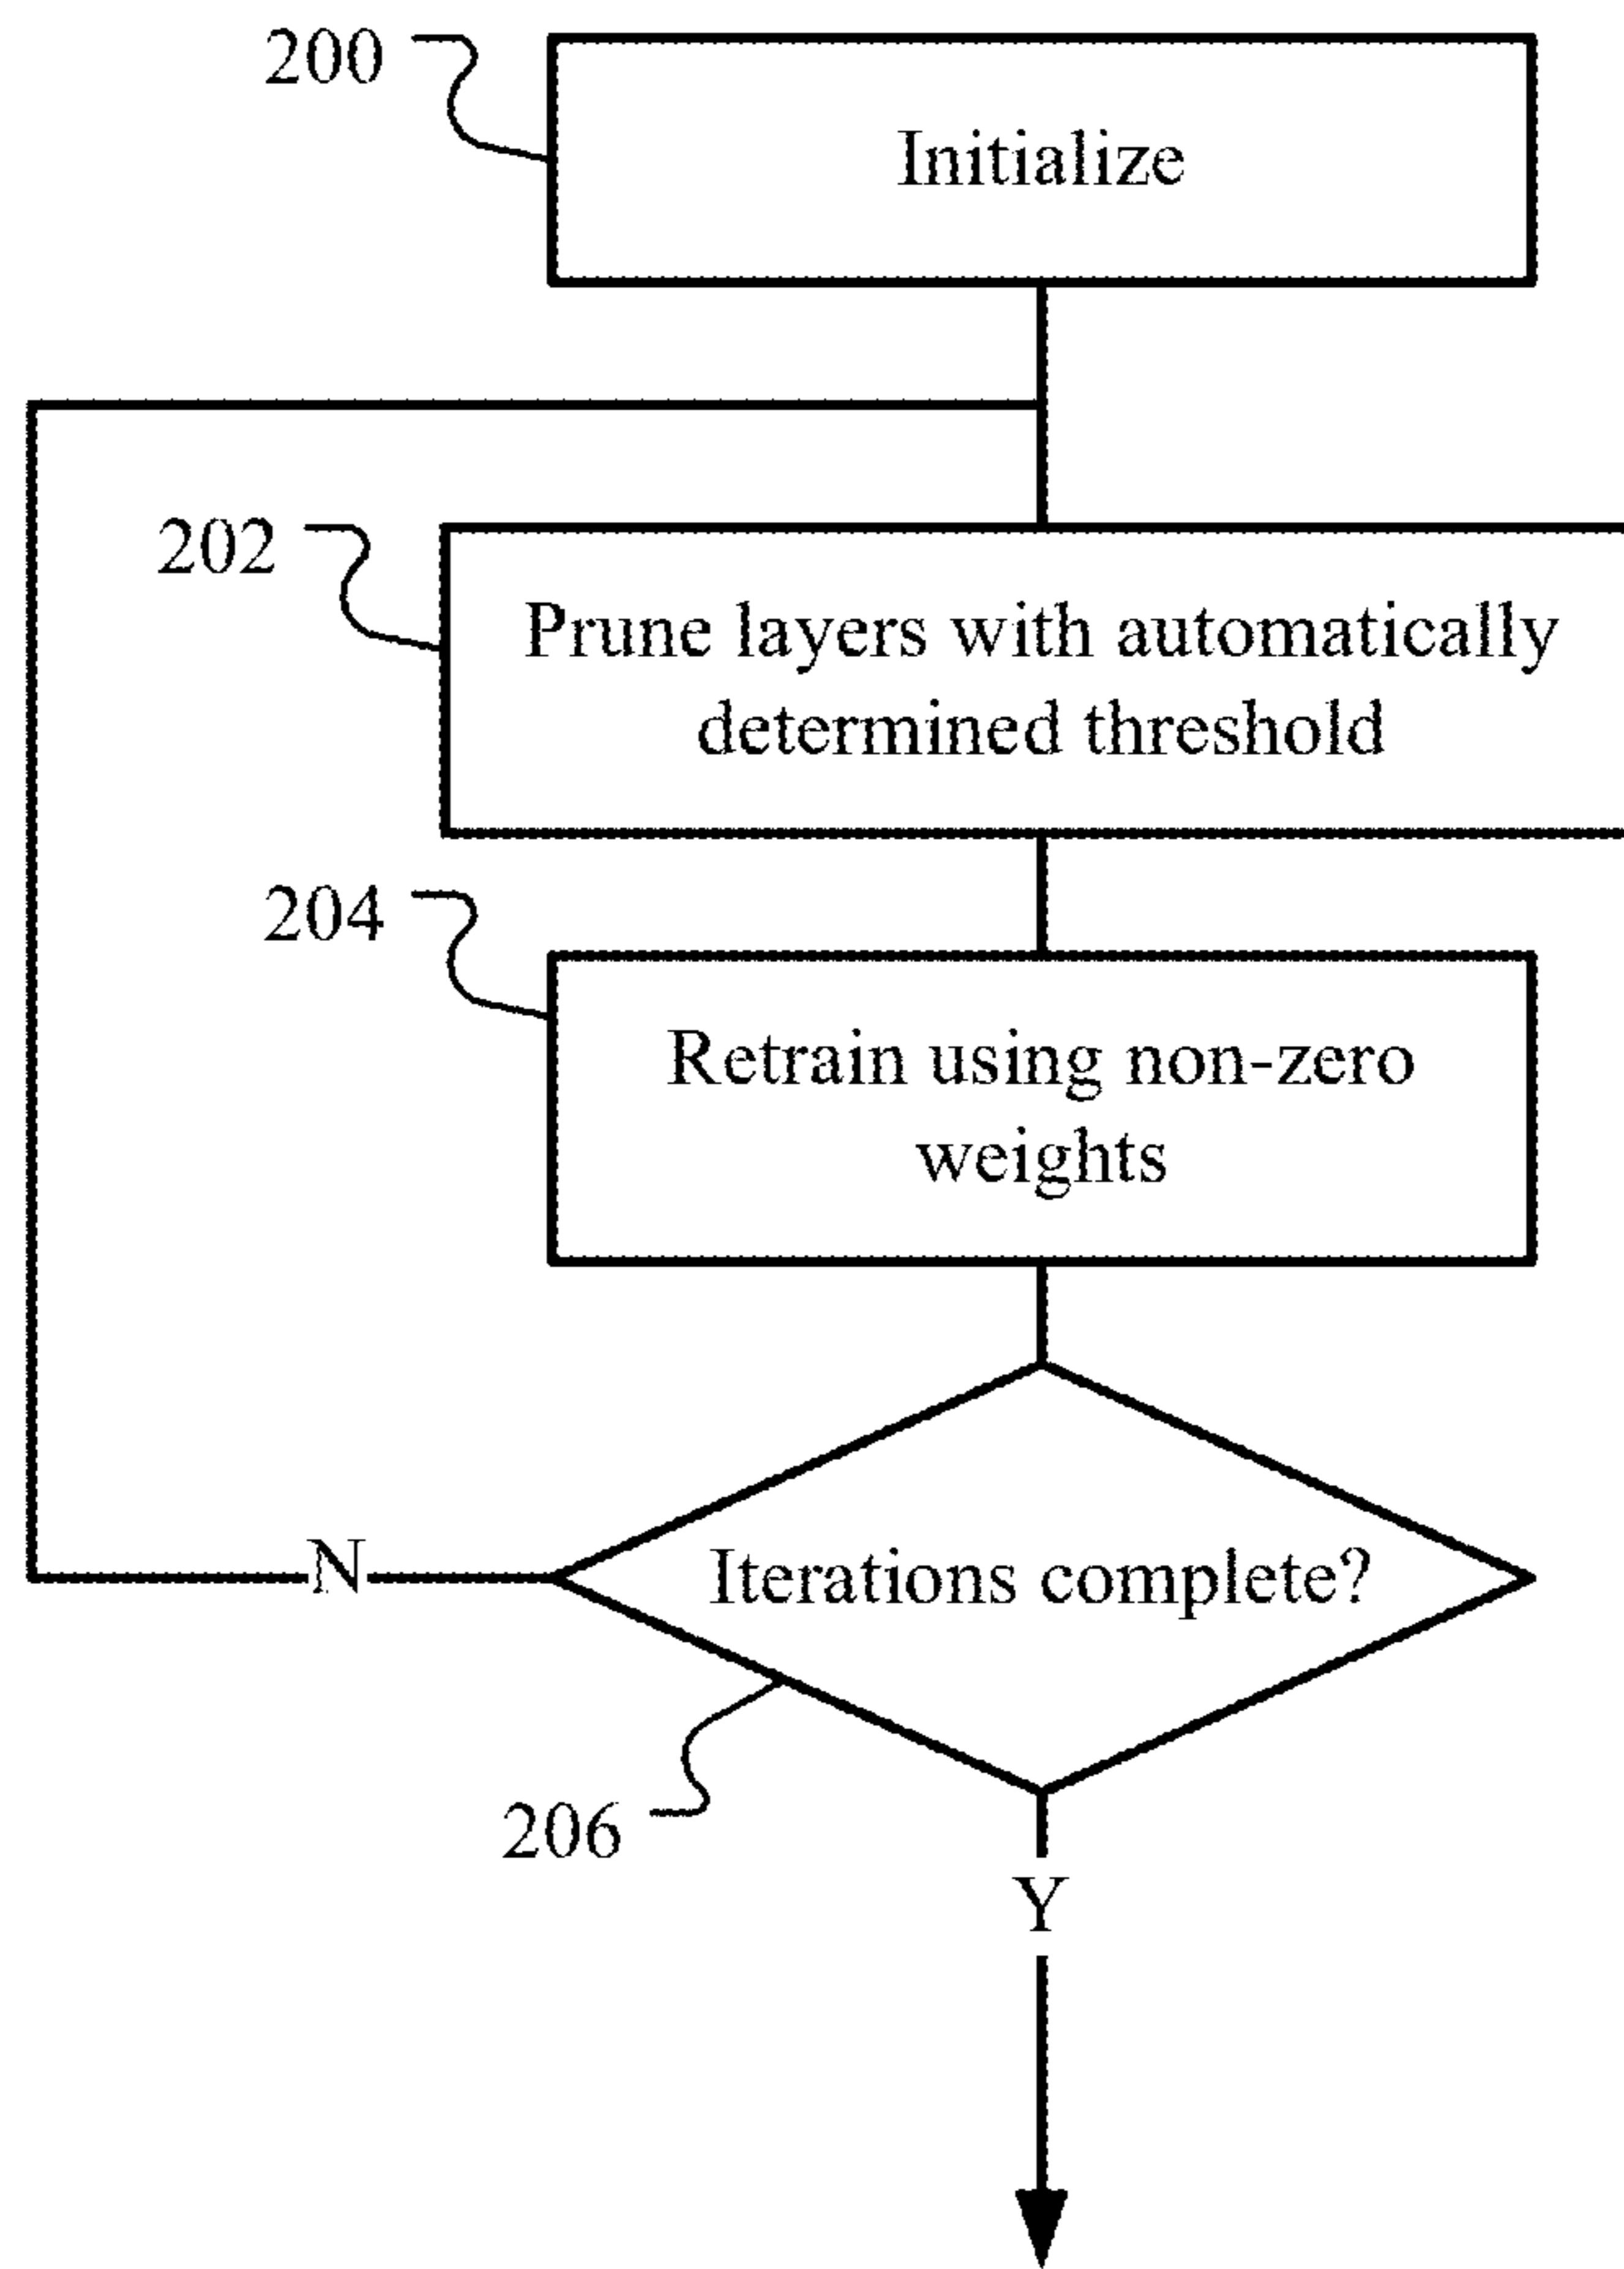 200
Initialize
202
Prune layers with automatically
determined threshold
204
Retrain using non-zero
weights
N
Iterations complete?
206
Y